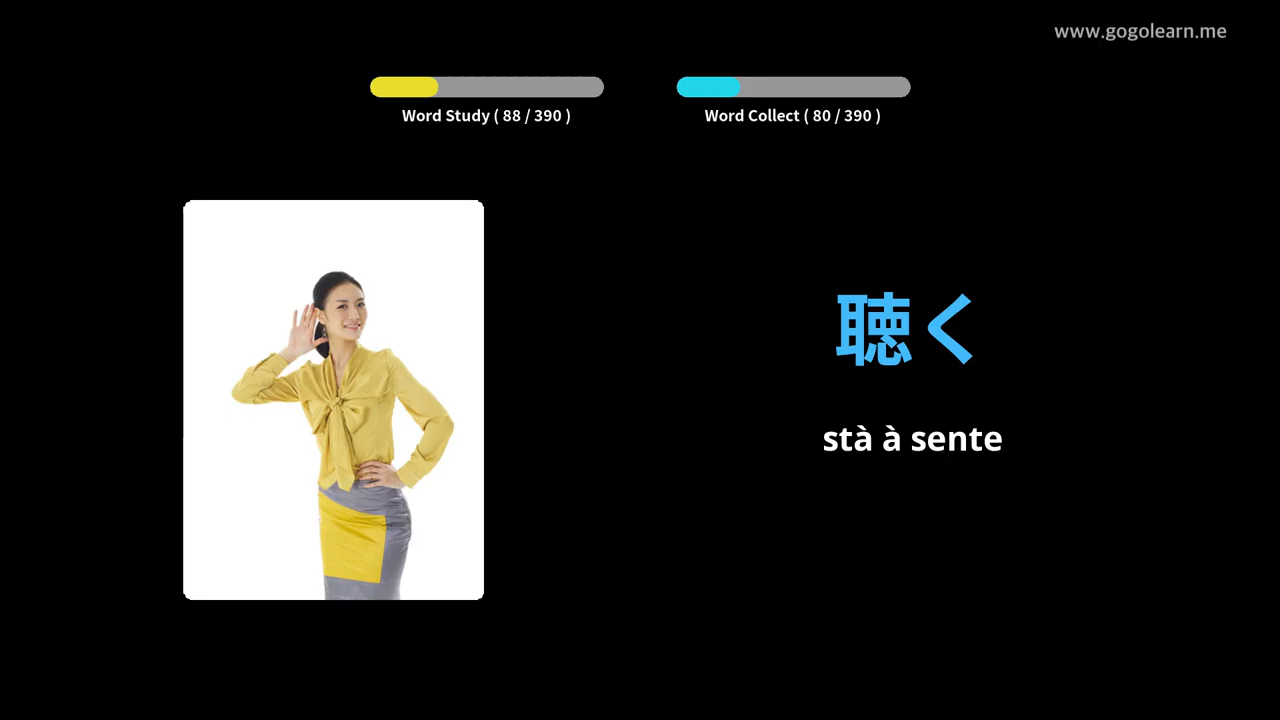 www.gogolearn.me
Word Study ( 88 / 390 )
Word Collect ( 80 / 390 )
聴く
stà à sente